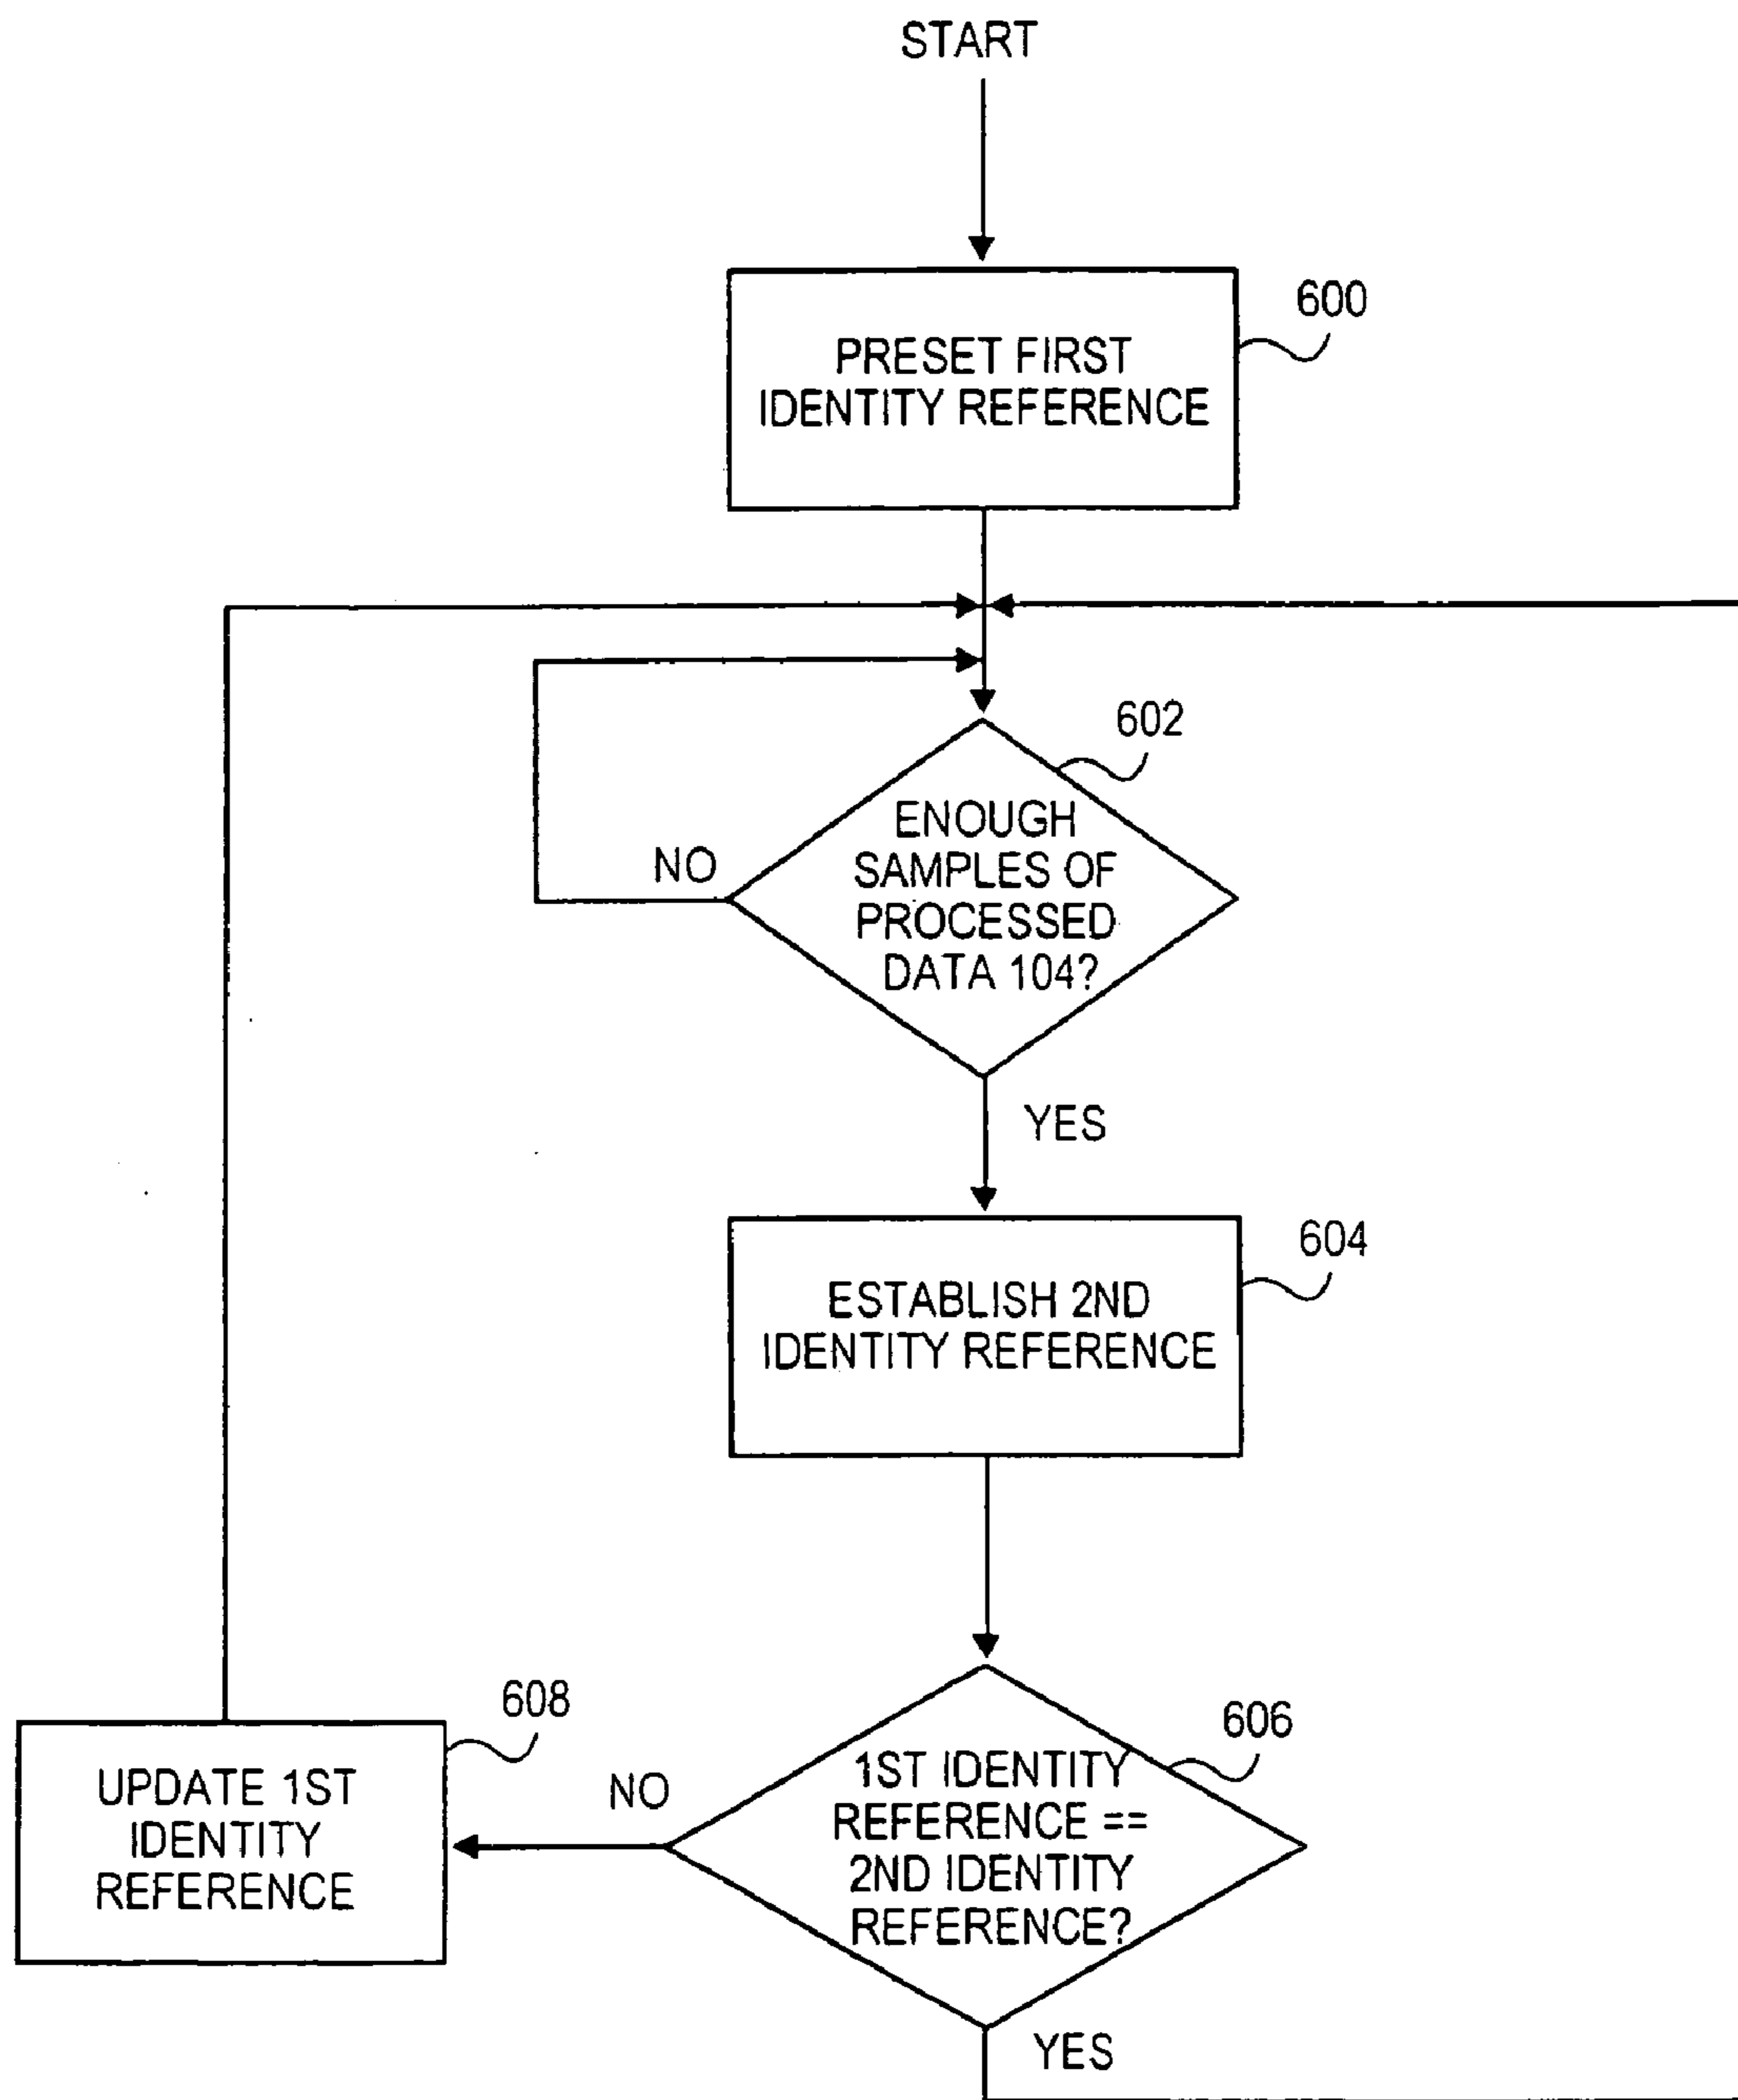 START
600
PRESET FIRST
IDENTITY REFERENCE
602
ENOUGH
SAMPLES OF
PROCESSED
DATA 104?
NO
YES
604
ESTABLISH 2ND
IDENTITY REFERENCE
606
1ST IDENTITY
REFERENCE ==
2ND IDENTITY
REFERENCE?
NO
608
UPDATE 1ST
IDENTITY
REFERENCE
YES